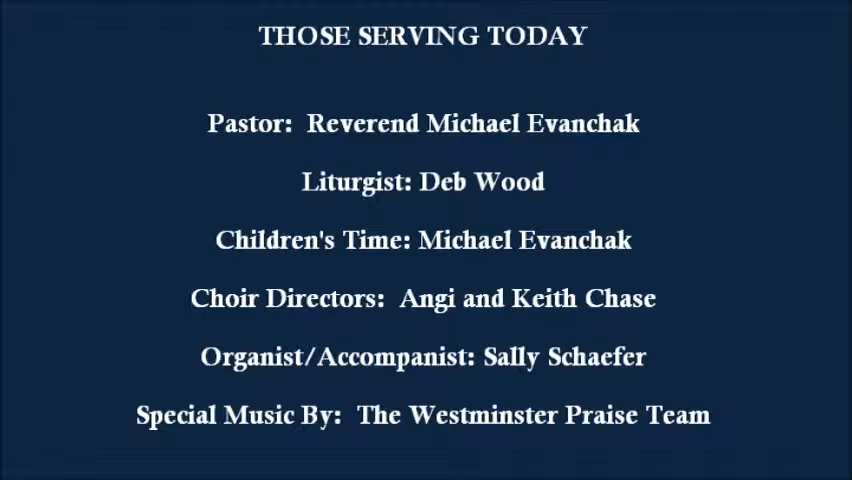 THOSE SERVING TODAY
Pastor:  Reverend Michael Evanchak
Liturgist: Deb Wood
Children's Time: Michael Evanchak
Choir Directors:  Angi and Keith Chase
Organist/Accompanist: Sally Schaefer
Special Music By:  The Westminster Praise Team